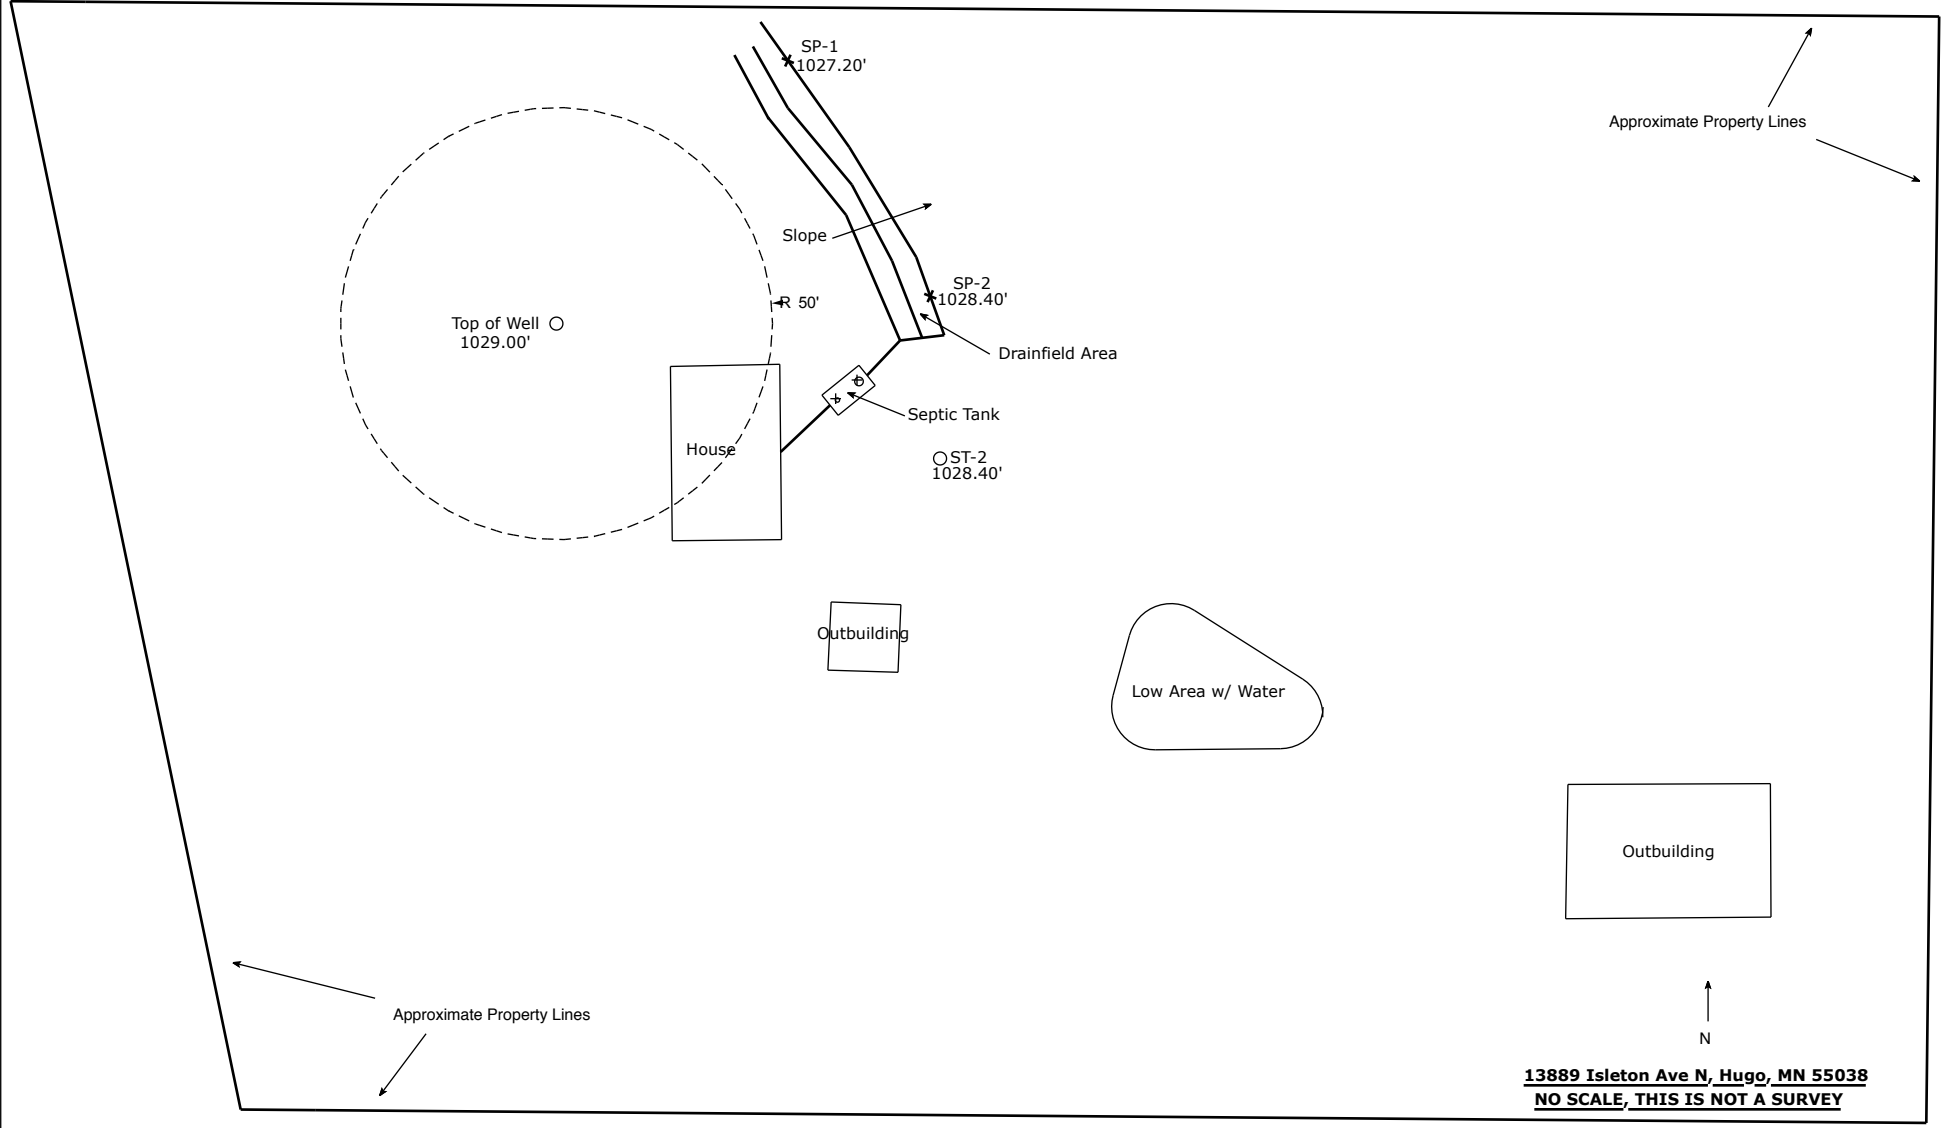 SP-1
1027.20'
Approximate Property Lines
Slope
SP-2
1028.40'
R 50'
Top of Well
1029.00'
Drainfield Area
Septic Tank
House
ST-2
1028.40'
Outbuilding
Low Area w/ Water
Outbuilding
Approximate Property Lines
N
13889 Isleton Ave N, Hugo, MN 55038
NO SCALE, THIS IS NOT A SURVEY